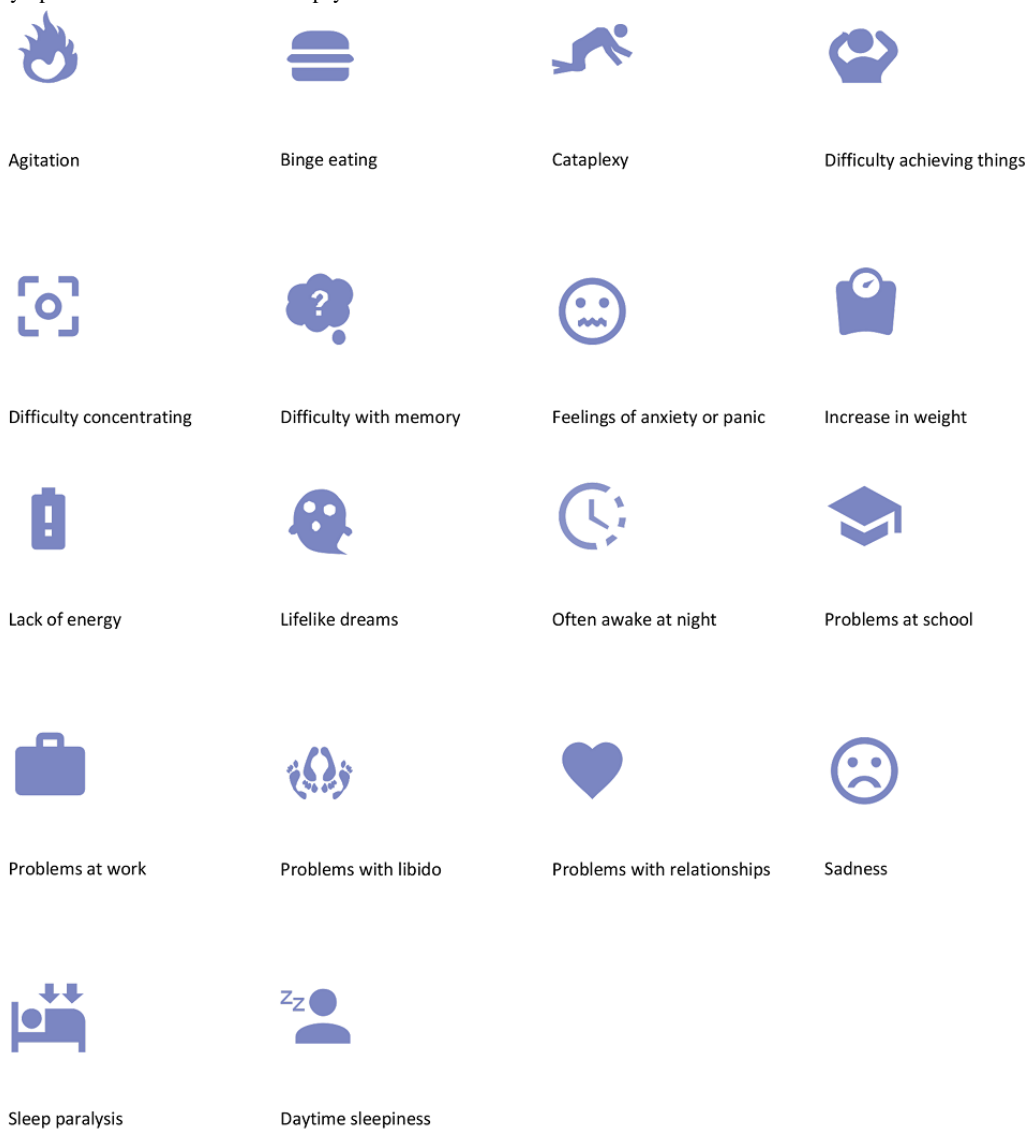 Agitation
Binge eating
Cataplexy
Difficulty achieving things
?
Difficulty concentrating
Difficulty with memory
Feelings of anxiety or panic
Increase in weight
!
Lack of energy
Lifelike dreams
Often awake at night
Problems at school
Problems at work
Problems with libido
Problems with relationships
Sadness
zz
Sleep paralysis
Daytime sleepiness